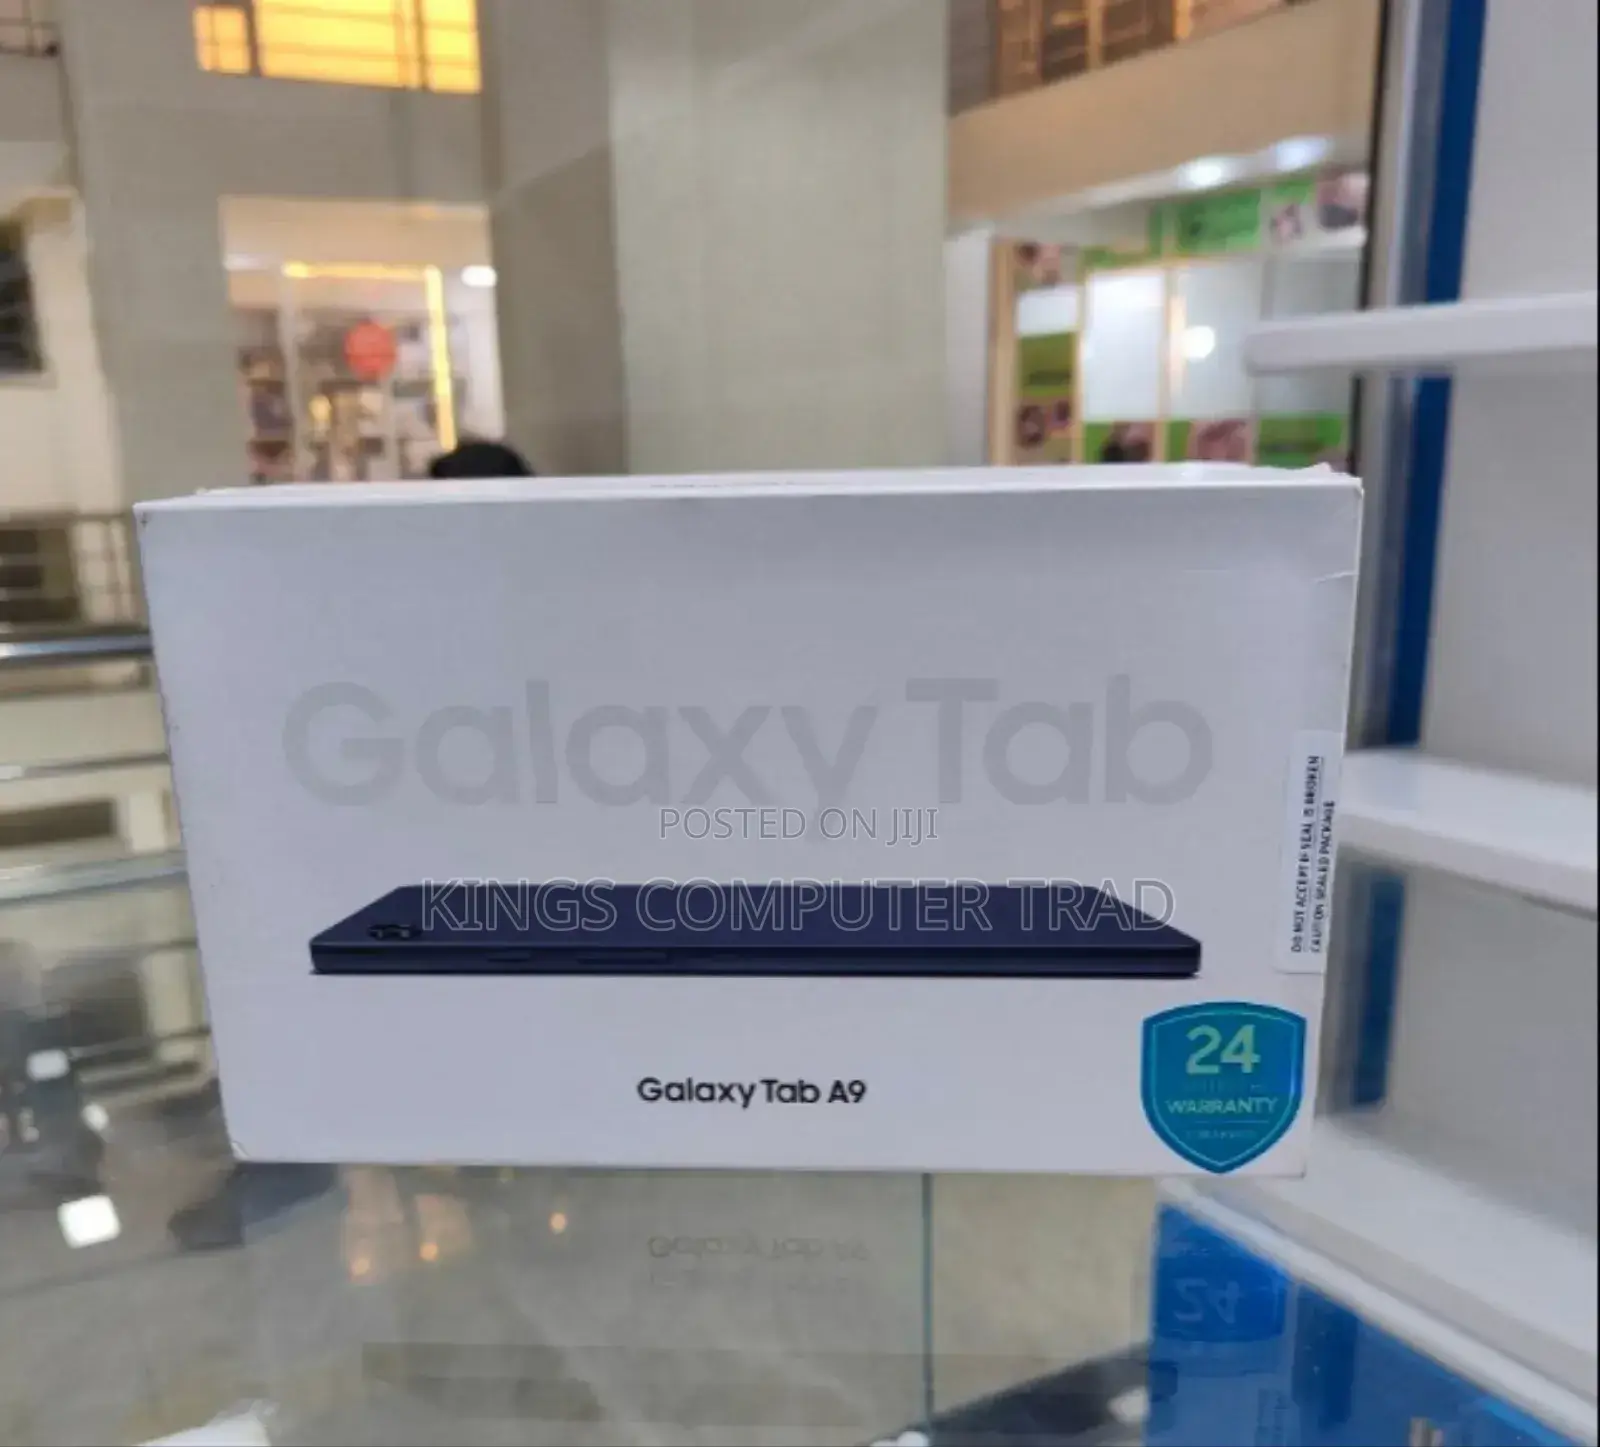 Galaxy Tab
POSTED ON JIJI
KINGS COMPUTER TRAD
DO NOT ACCEPT IF SEAL IS BROKEN
CAUTION SEALED PACKAGE
24
WARRANTY
Galaxy Tab A9